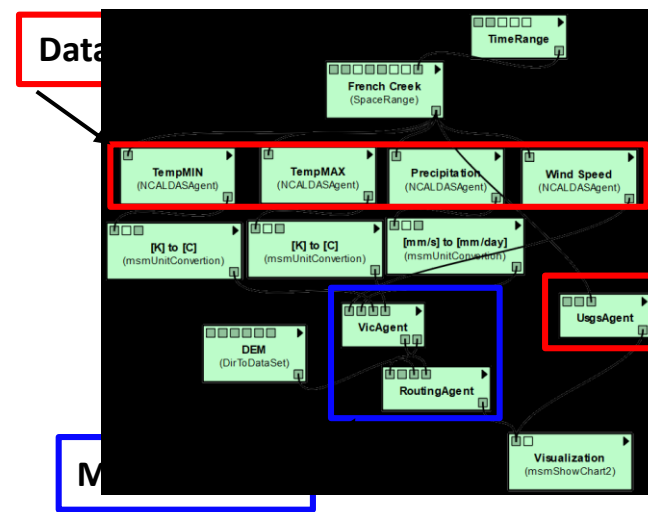 Data
TimeRange
French Creek
(SpaceRange)
TempMIN
(NCALDASAgent)
TempMAX
(NCALDASAgent)
Precipitation
(NCALDASAgent)
Wind Speed
(NCALDASAgent)
[K] to [C]
(msmUnitConvertion)
[K] to [C]
(msmUnitConvertion)
[mm/s] to [mm/day]
(msmUnitConvertion)
VicAgent
UsgsAgent
DEM
(DirToDataSet)
RoutingAgent
M
Visualization
(msmShowChart2)